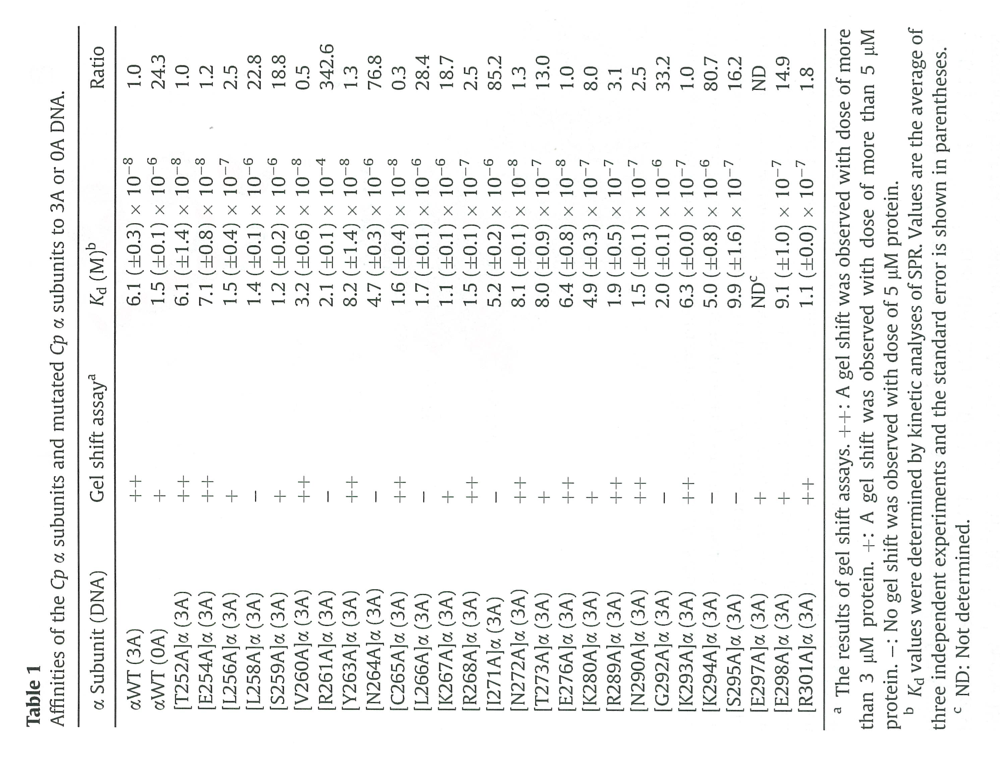 Table 1
Affinities of the Cp α subunits and mutated Cp α subunits to 3A or 0A DNA.
α Subunit (DNA) Gel shift assayᵃ Kd (M)ᵇ Ratio
αWT (3A) ++ 6.1 (±0.3) × 10⁻⁸ 1.0
αWT (0A) + 1.5 (±0.1) × 10⁻⁶ 24.3
[T252A]α (3A) ++ 6.1 (±1.4) × 10⁻⁸ 1.0
[E254A]α (3A) ++ 7.1 (±0.8) × 10⁻⁸ 1.2
[L256A]α (3A) + 1.5 (±0.4) × 10⁻⁷ 2.5
[L258A]α (3A) − 1.4 (±0.1) × 10⁻⁶ 22.8
[S259A]α (3A) + 1.2 (±0.2) × 10⁻⁶ 18.8
[V260A]α (3A) ++ 3.2 (±0.6) × 10⁻⁸ 0.5
[R261A]α (3A) − 2.1 (±0.1) × 10⁻⁴ 342.6
[Y263A]α (3A) ++ 8.2 (±1.4) × 10⁻⁸ 1.3
[N264A]α (3A) − 4.7 (±0.3) × 10⁻⁶ 76.8
[C265A]α (3A) ++ 1.6 (±0.4) × 10⁻⁸ 0.3
[L266A]α (3A) − 1.7 (±0.1) × 10⁻⁶ 28.4
[K267A]α (3A) + 1.1 (±0.1) × 10⁻⁶ 18.7
[R268A]α (3A) ++ 1.5 (±0.1) × 10⁻⁷ 2.5
[I271A]α (3A) − 5.2 (±0.2) × 10⁻⁶ 85.2
[N272A]α (3A) ++ 8.1 (±0.1) × 10⁻⁸ 1.3
[T273A]α (3A) + 8.0 (±0.9) × 10⁻⁷ 13.0
[E276A]α (3A) ++ 6.4 (±0.8) × 10⁻⁸ 1.0
[K280A]α (3A) + 4.9 (±0.3) × 10⁻⁷ 8.0
[R289A]α (3A) ++ 1.9 (±0.5) × 10⁻⁷ 3.1
[N290A]α (3A) ++ 1.5 (±0.1) × 10⁻⁷ 2.5
[G292A]α (3A) − 2.0 (±0.1) × 10⁻⁶ 33.2
[K293A]α (3A) ++ 6.3 (±0.0) × 10⁻⁷ 1.0
[K294A]α (3A) − 5.0 (±0.8) × 10⁻⁶ 80.7
[S295A]α (3A) − 9.9 (±1.6) × 10⁻⁷ 16.2
[E297A]α (3A) + NDᶜ ND
[E298A]α (3A) + 9.1 (±1.0) × 10⁻⁷ 14.9
[R301A]α (3A) ++ 1.1 (±0.0) × 10⁻⁷ 1.8
ᵃ The results of gel shift assays. ++: A gel shift was observed with dose of more
than 3 μM protein. +: A gel shift was observed with dose of more than 5 μM
protein. −: No gel shift was observed with dose of 5 μM protein.
ᵇ Kd values were determined by kinetic analyses of SPR. Values are the average of
three independent experiments and the standard error is shown in parentheses.
ᶜ ND: Not determined.